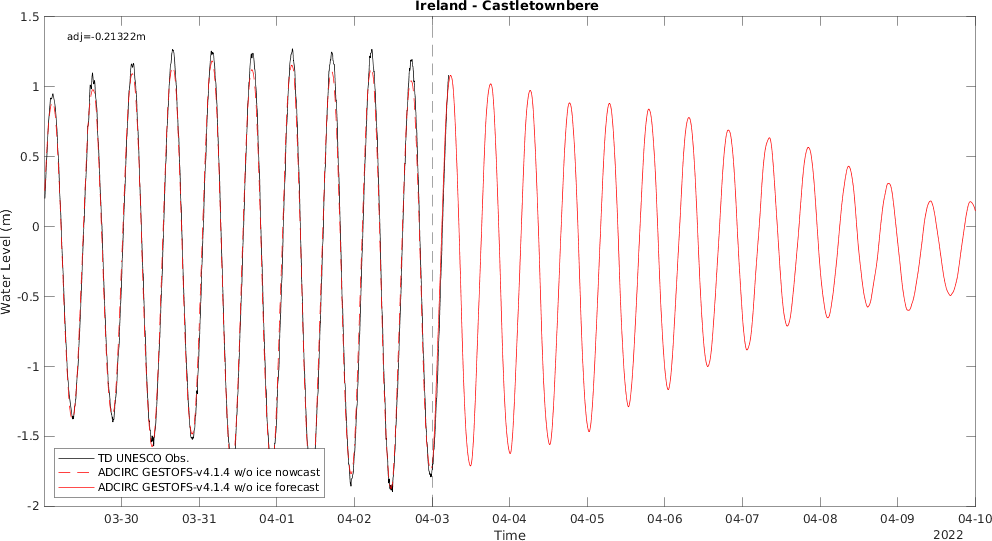 Ireland - Castletownbere
adj=-0.21322m
Water Level (m)
1.5
1
0.5
0
-0.5
-1
-1.5
-2
TD UNESCO Obs.
ADCIRC GESTOFS-v4.1.4 w/o ice nowcast
ADCIRC GESTOFS-v4.1.4 w/o ice forecast
03-30 03-31 04-01 04-02 04-03 04-04 04-05 04-06 04-07 04-08 04-09 04-10
Time
2022